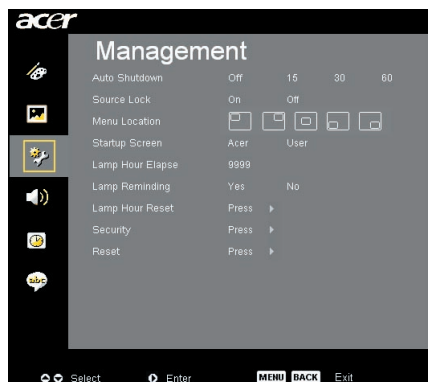 acer
Management
Auto Shutdown Off 15 30 60
Source Lock On Off
Menu Location
Startup Screen Acer User
Lamp Hour Elapse 9999
Lamp Reminding Yes No
Lamp Hour Reset Press
Security Press
Reset Press
abc
Select Enter MENU BACK Exit